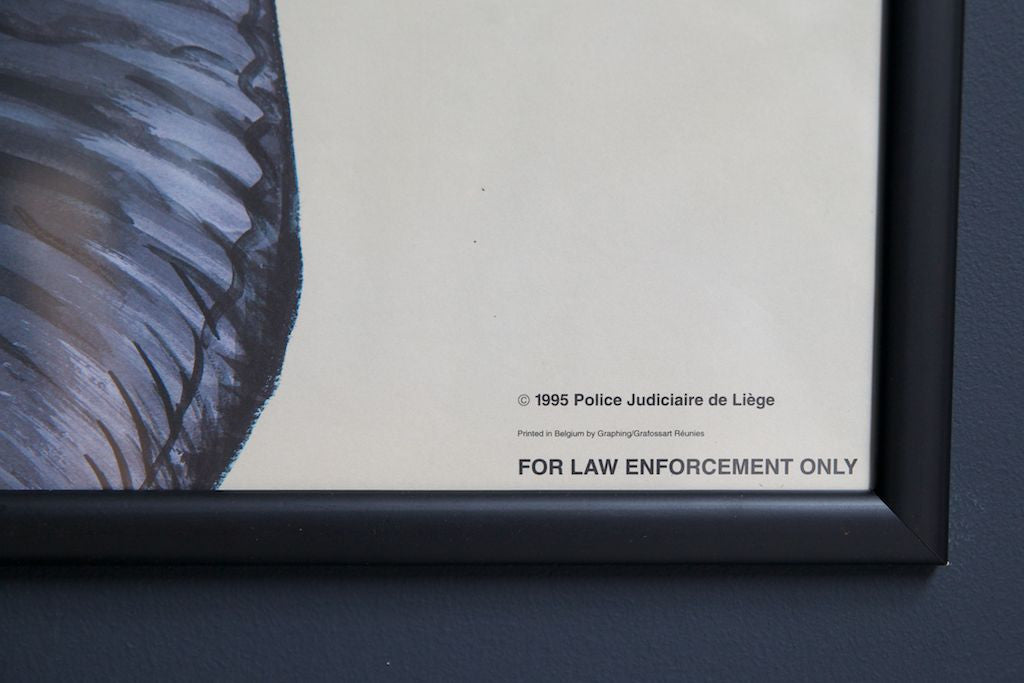 © 1995 Police Judiciaire de Liège
Printed in Belgium by Graphing/Grafossart Réunies
FOR LAW ENFORCEMENT ONLY